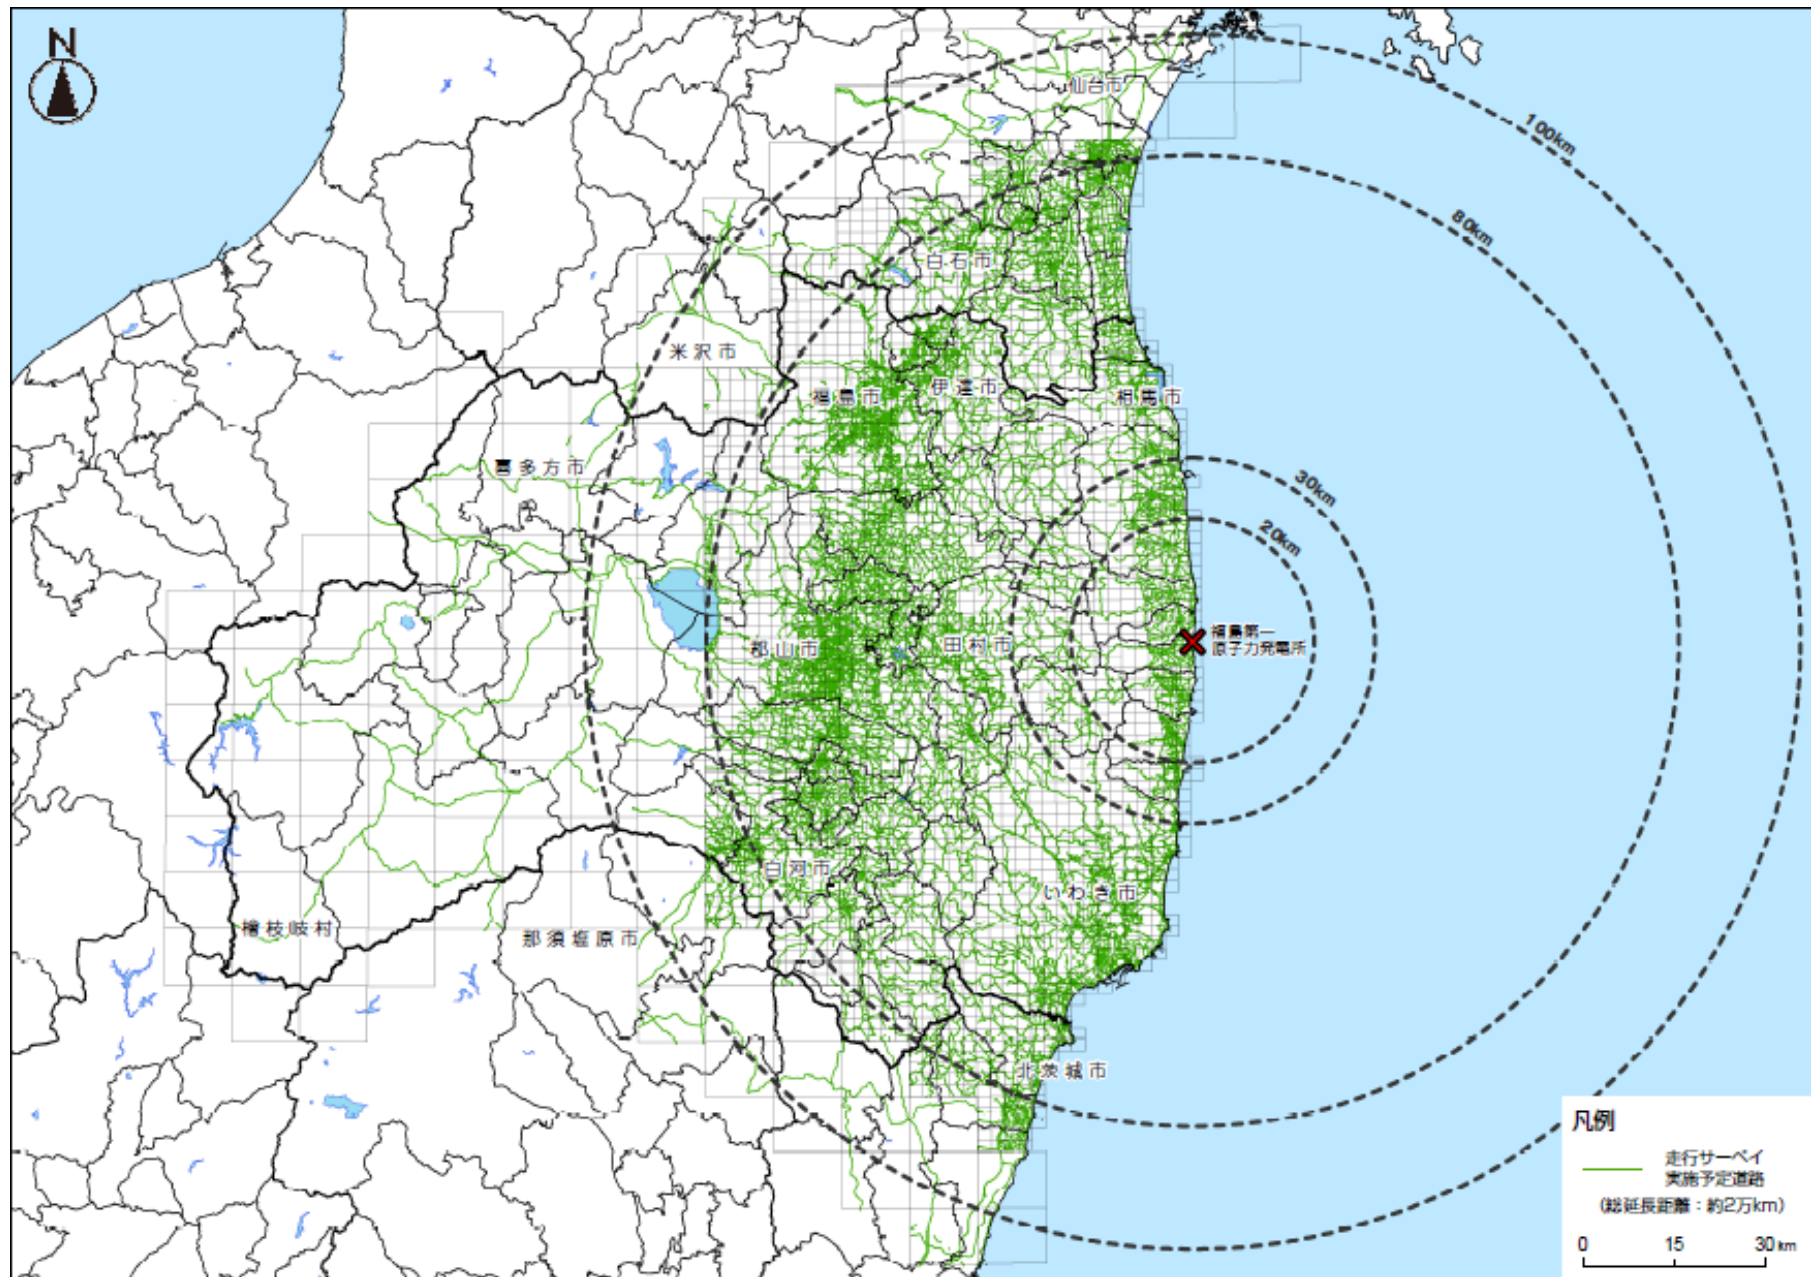 N
仙台市
100km
80km
白石市
米沢市
福島市
伊達市
相馬市
喜多方市
30km
20km
福島第一
原子力発電所
郡山市
田村市
白河市
いわき市
檜枝岐村
那須塩原市
北茨城市
凡例
走行サーベイ
実施予定道路
(総延長距離：約2万km)
0 15 30km